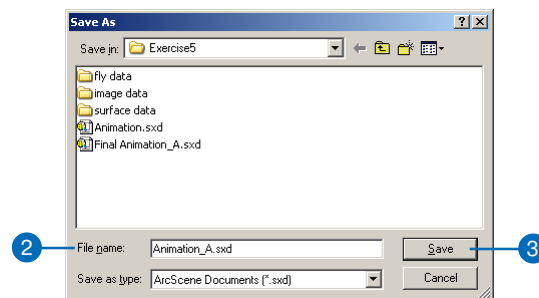 Save As
Save in: Exercise5
fly data
image data
surface data
Animation.sxd
Final Animation_A.sxd
2 File name: Animation_A.sxd Save 3
Save as type: ArcScene Documents (*.sxd) Cancel